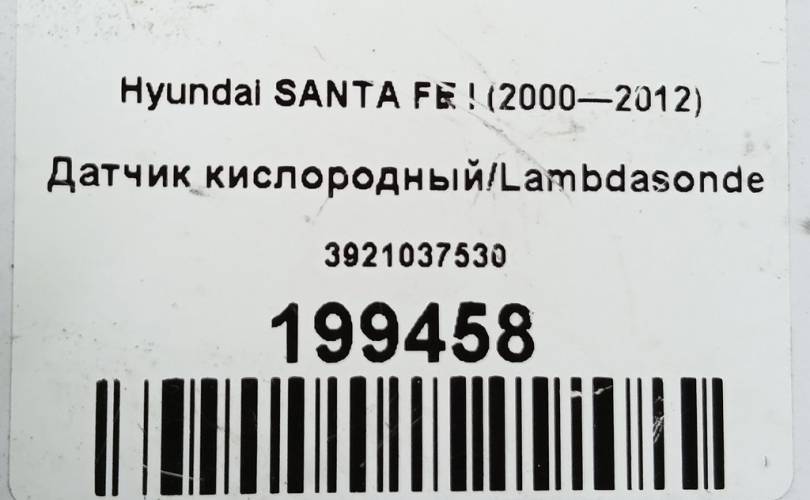 Hyundai SANTA FE I (2000—2012)
Датчик кислородный/Lambdasonde
3921037530
199458